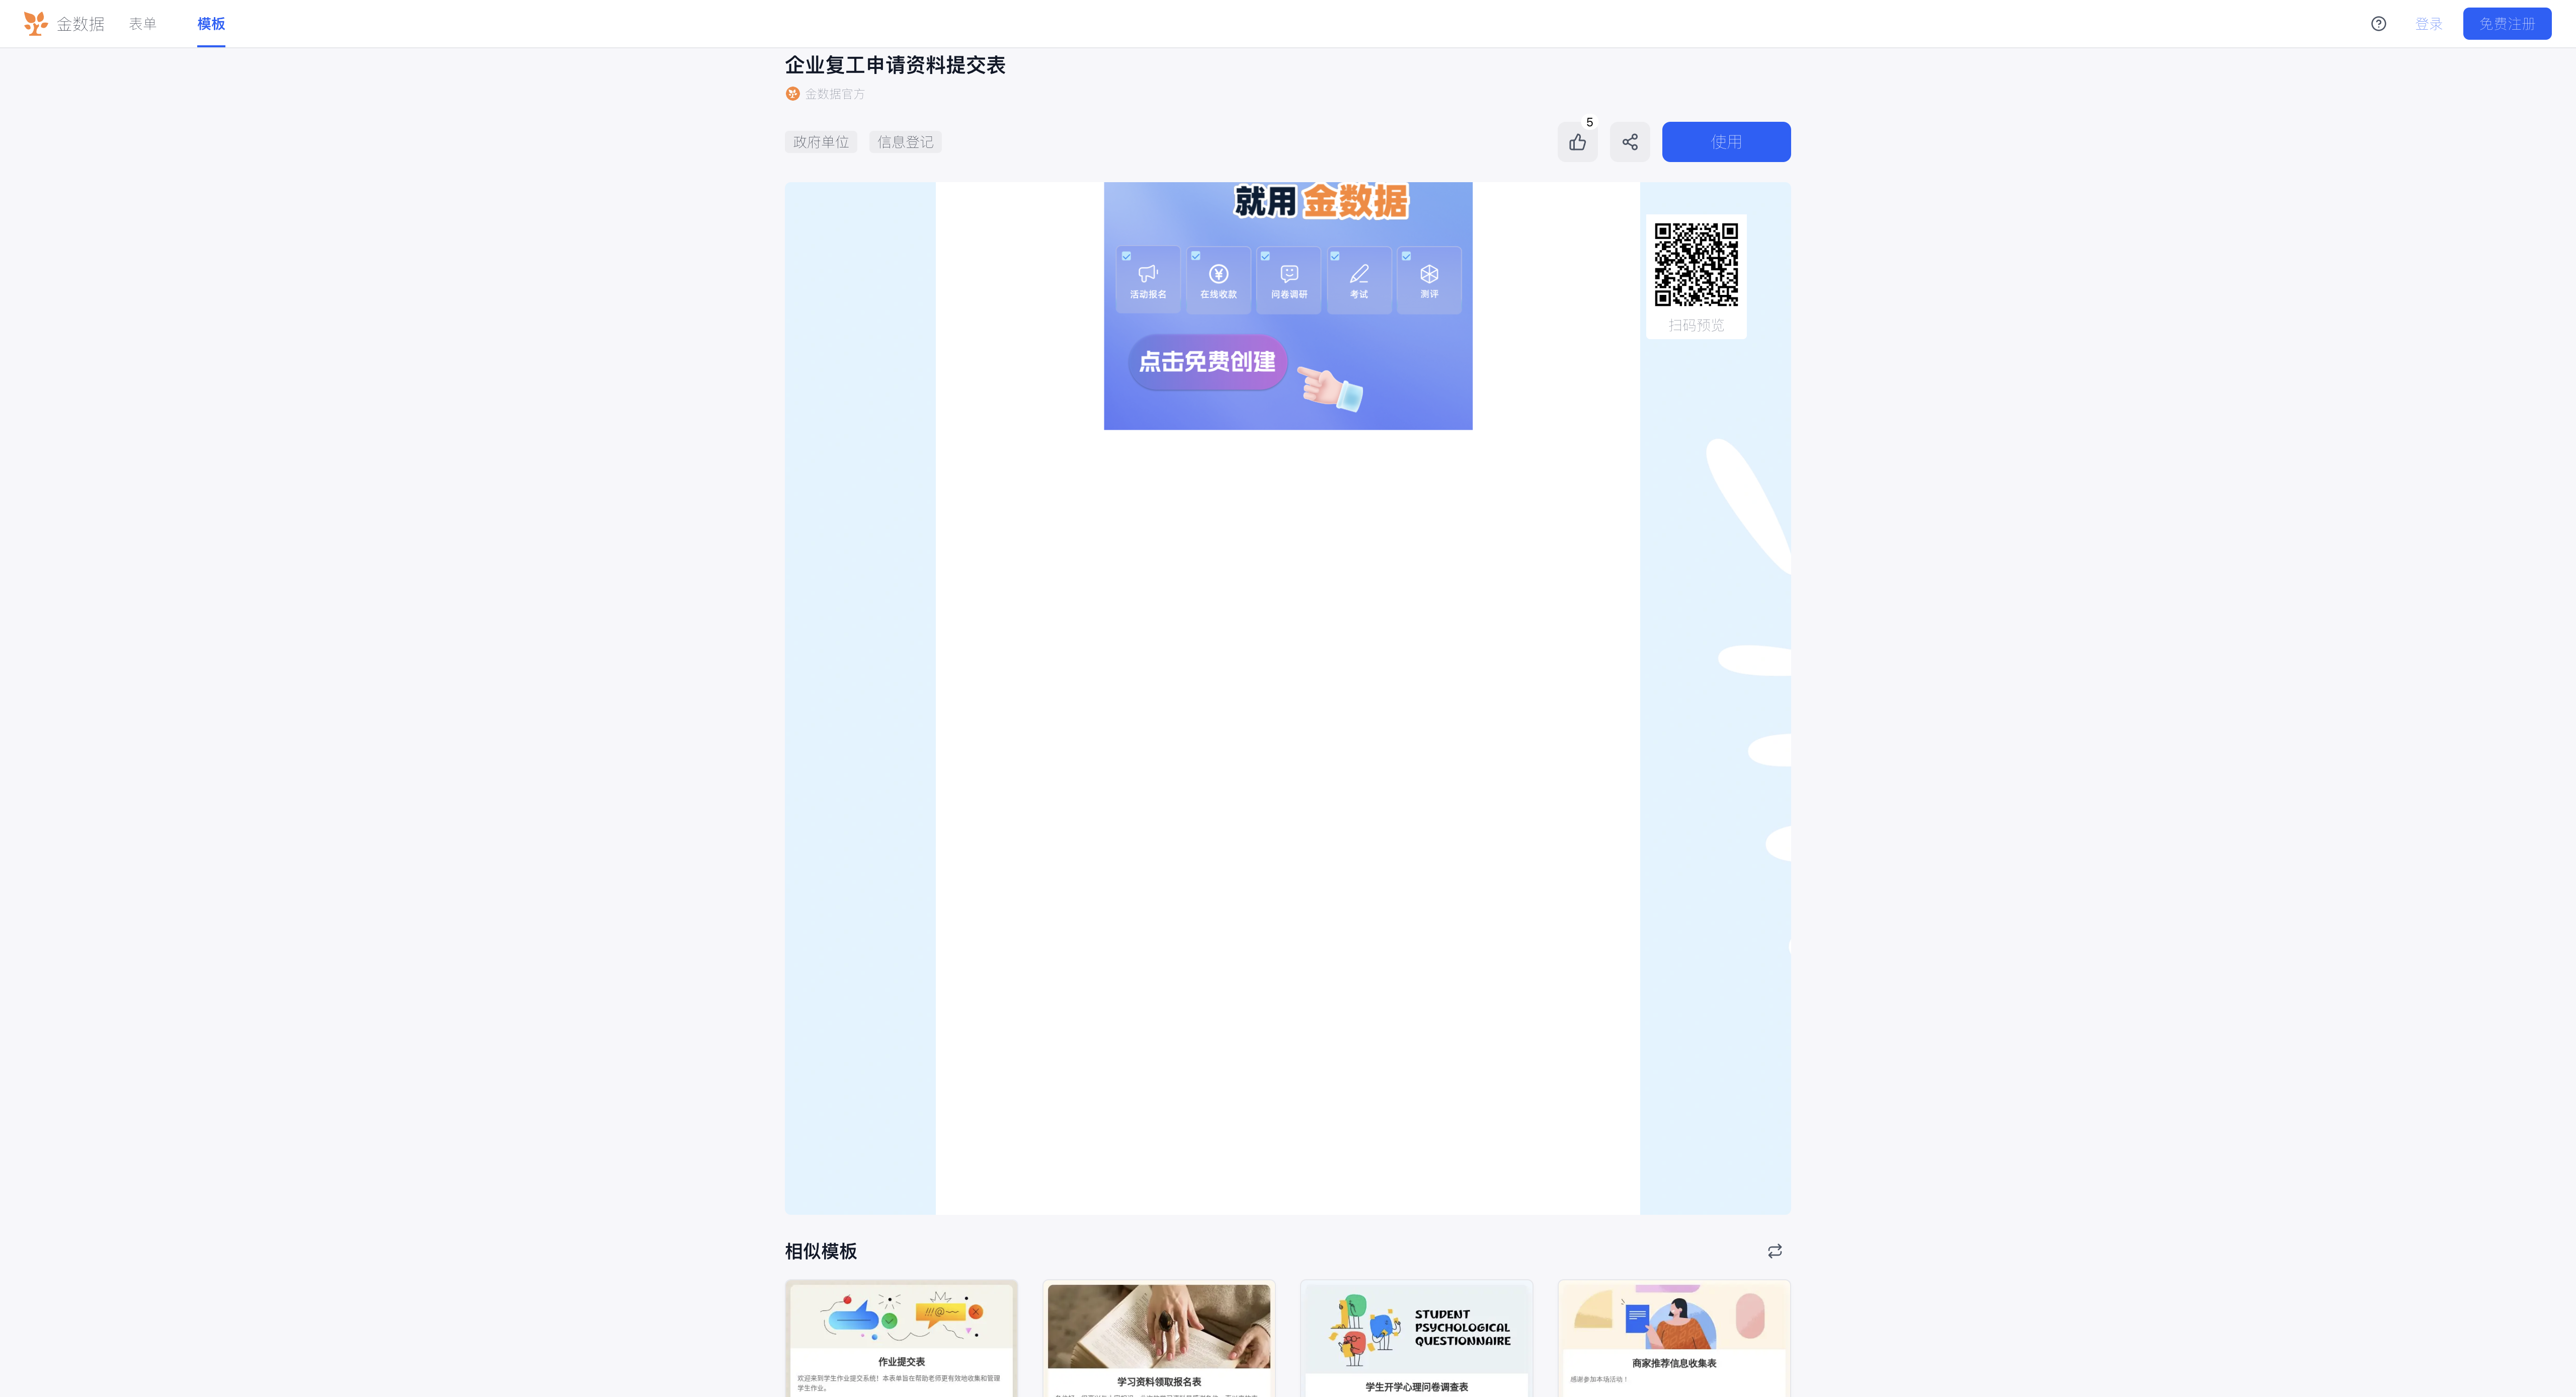 金数据 表单 模板 登录 免费注册
企业复工申请资料提交表
金数据官方
政府单位 信息登记 5 使用
就用 金数据
活动报名 在线收款 问卷调研 考试 测评
点击免费创建
扫码预览
相似模板
作业提交表
欢迎来到学生作业提交系统！本表单旨在帮助老师更有效地收集和管理
学生作业。
学习资料领取报名表
STUDENT
PSYCHOLOGICAL
QUESTIONNAIRE
学生开学心理问卷调查表
商家推荐信息收集表
感谢参加本场活动！